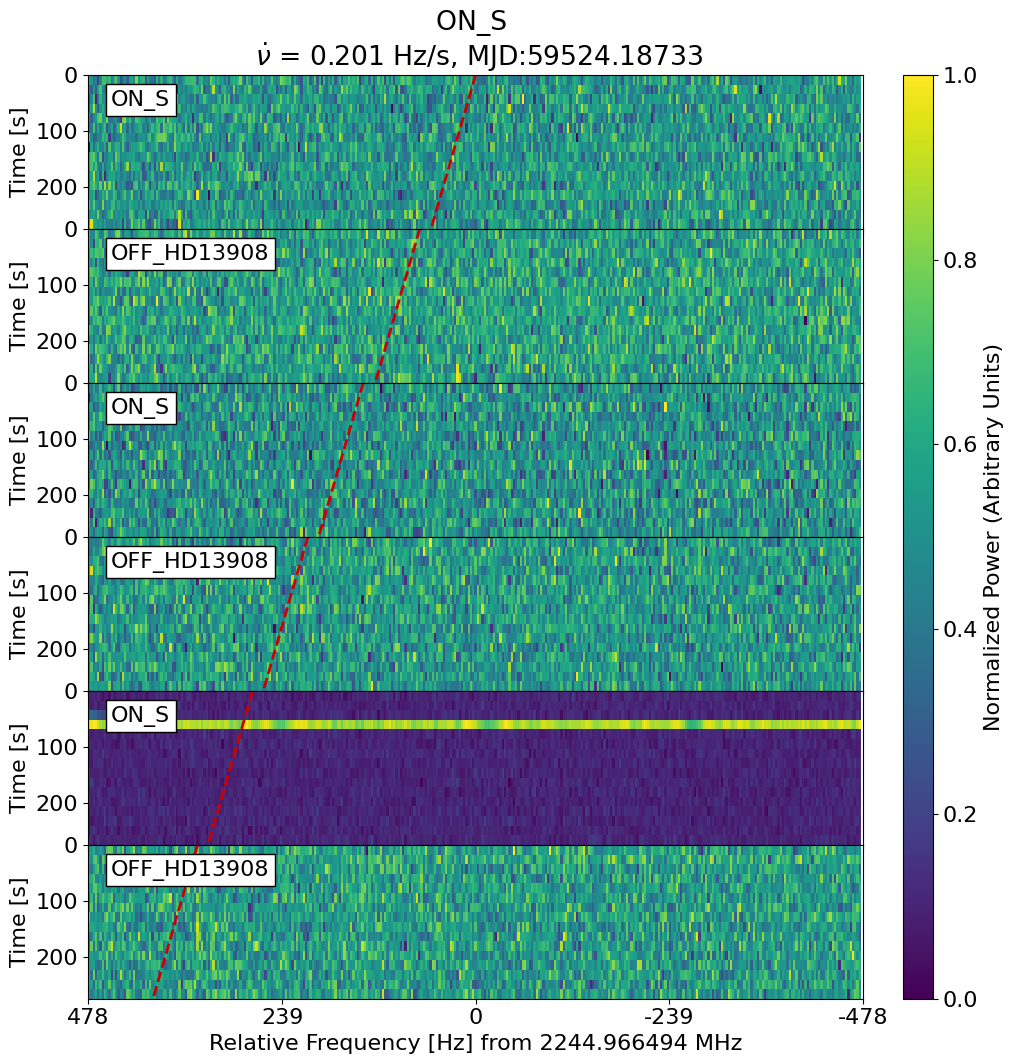 ON_S
ν̇ = 0.201 Hz/s, MJD:59524.18733
0
ON_S
100
Time [s]
200
0
OFF_HD13908
100
Time [s]
200
0
ON_S
100
Time [s]
200
0
OFF_HD13908
100
Time [s]
200
0
ON_S
100
Time [s]
200
0
OFF_HD13908
100
Time [s]
200
478 239 0 -239 -478
Relative Frequency [Hz] from 2244.966494 MHz
1.0
0.8
0.6
0.4
0.2
0.0
Normalized Power (Arbitrary Units)